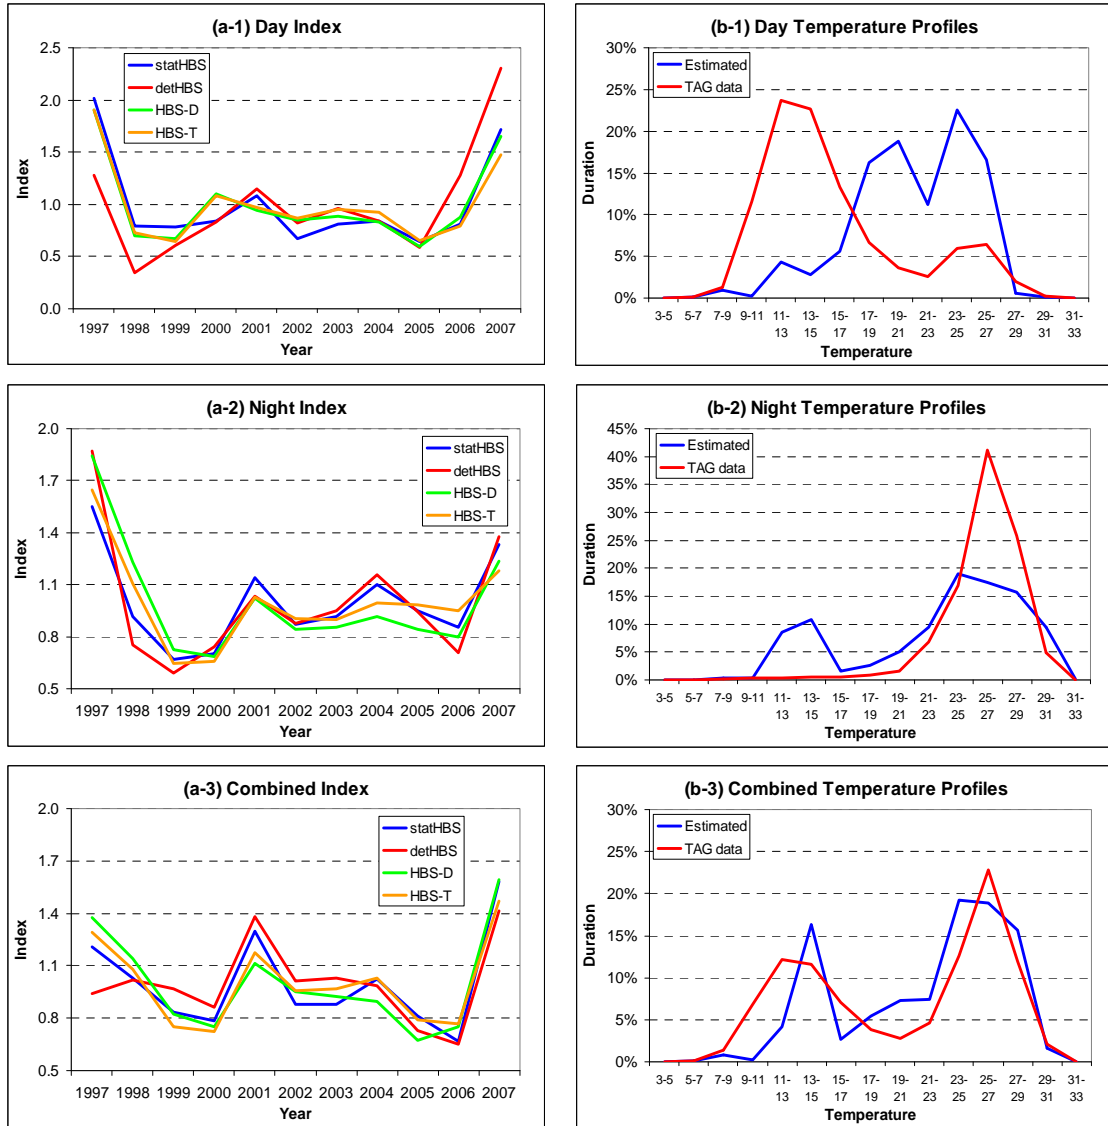 (a-1) Day Index
2.5
2.0
1.5
1.0
0.5
0.0
Index
statHBS
detHBS
HBS-D
HBS-T
1997 1998 1999 2000 2001 2002 2003 2004 2005 2006 2007
Year
(b-1) Day Temperature Profiles
30%
25%
20%
15%
10%
5%
0%
Duration
Estimated
TAG data
3-5 5-7 7-9 9-11 11-13 13-15 15-17 17-19 19-21 21-23 23-25 25-27 27-29 29-31 31-33
Temperature
(a-2) Night Index
2.0
1.7
1.4
1.1
0.8
0.5
Index
statHBS
detHBS
HBS-D
HBS-T
1997 1998 1999 2000 2001 2002 2003 2004 2005 2006 2007
Year
(b-2) Night Temperature Profiles
45%
40%
35%
30%
25%
20%
15%
10%
5%
0%
Duration
Estimated
TAG data
3-5 5-7 7-9 9-11 11-13 13-15 15-17 17-19 19-21 21-23 23-25 25-27 27-29 29-31 31-33
Temperature
(a-3) Combined Index
2.0
1.7
1.4
1.1
0.8
0.5
Index
statHBS
detHBS
HBS-D
HBS-T
1997 1998 1999 2000 2001 2002 2003 2004 2005 2006 2007
Year
(b-3) Combined Temperature Profiles
30%
25%
20%
15%
10%
5%
0%
Duration
Estimated
TAG data
3-5 5-7 7-9 9-11 11-13 13-15 15-17 17-19 19-21 21-23 23-25 25-27 27-29 29-31 31-33
Temperature